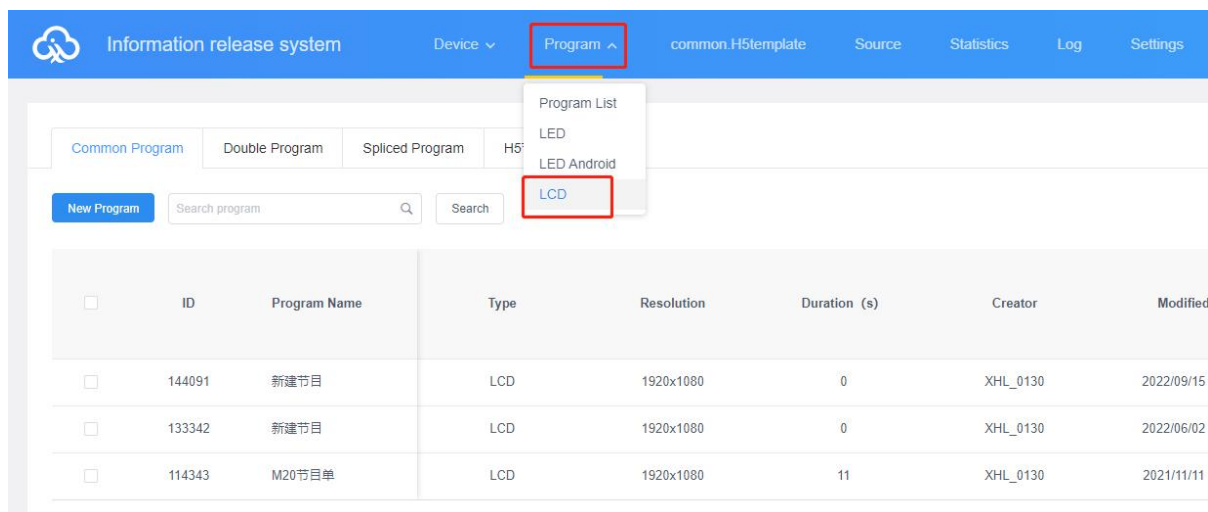 Information release system Device Program common.H5template Source Statistics Log Settings
Program List
LED
LED Android
LCD
Common Program Double Program Spliced Program H5
New Program Search program Search
ID Program Name Type Resolution Duration (s) Creator Modified
144091 新建节目 LCD 1920x1080 0 XHL_0130 2022/09/15
133342 新建节目 LCD 1920x1080 0 XHL_0130 2022/06/02
114343 M20节目单 LCD 1920x1080 11 XHL_0130 2021/11/11